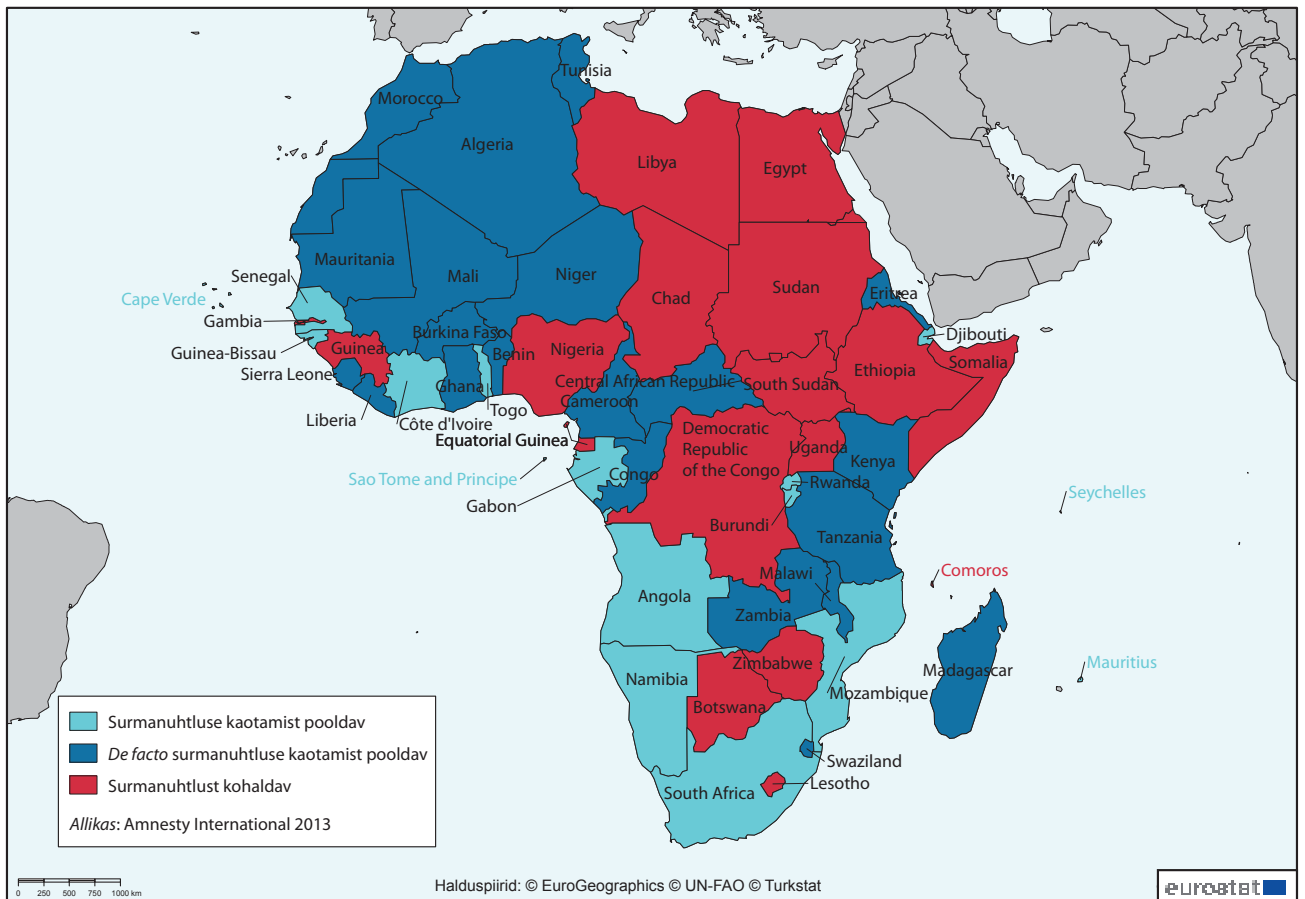 Tunisia
Morocco
Algeria
Libya
Egypt
Mauritania
Mali
Niger
Senegal
Cape Verde
Chad
Sudan
Eritrea
Gambia
Djibouti
Burkina Faso
Guinea
Guinea-Bissau
Benin
Nigeria
Somalia
Sierra Leone
Ghana
Central African Republic
South Sudan
Ethiopia
Cameroon
Togo
Liberia
Côte d'Ivoire
Equatorial Guinea
Democratic
Republic
of the Congo
Uganda
Kenya
Sao Tome and Principe
Congo
Rwanda
Gabon
Seychelles
Burundi
Tanzania
Comoros
Malawi
Angola
Zambia
Mauritius
Zimbabwe
Madagascar
Namibia
Mozambique
Botswana
Swaziland
Lesotho
South Africa
Surmanuhtluse kaotamist pooldav
De facto surmanuhtluse kaotamist pooldav
Surmanuhtlust kohaldav
Allikas: Amnesty International 2013
0 250 500 750 1000 km
Halduspiirid: © EuroGeographics © UN-FAO © Turkstat
eurostat